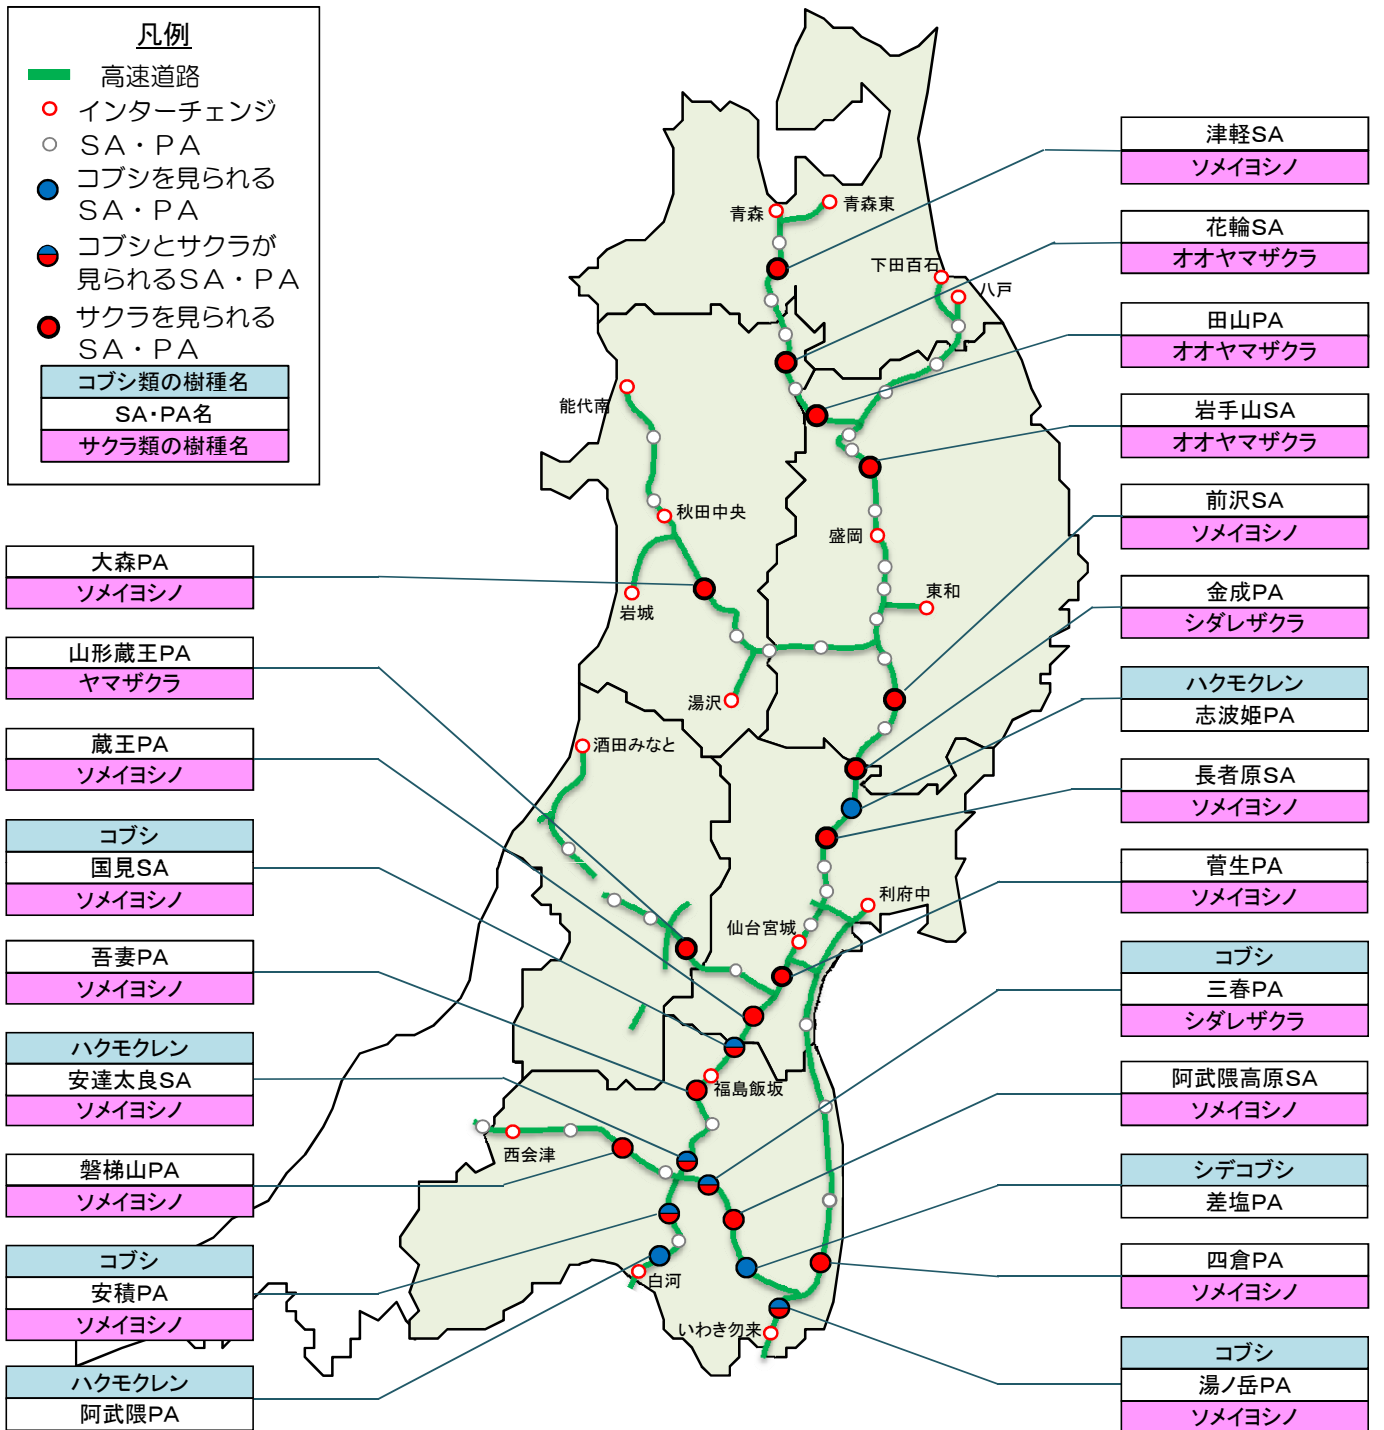 凡例
高速道路
インターチェンジ
ＳＡ・ＰＡ
コブシを見られる
ＳＡ・ＰＡ
コブシとサクラが
見られるＳＡ・ＰＡ
サクラを見られる
ＳＡ・ＰＡ
コブシ類の樹種名
SA・PA名
サクラ類の樹種名
大森PA
ソメイヨシノ
山形蔵王PA
ヤマザクラ
蔵王PA
ソメイヨシノ
コブシ
国見SA
ソメイヨシノ
吾妻PA
ソメイヨシノ
ハクモクレン
安達太良SA
ソメイヨシノ
磐梯山PA
ソメイヨシノ
コブシ
安積PA
ソメイヨシノ
ハクモクレン
阿武隈PA
青森
青森東
下田百石
八戸
能代南
秋田中央
盛岡
東和
岩城
湯沢
酒田みなと
利府中
仙台宮城
福島飯坂
西会津
白河
いわき勿来
津軽SA
ソメイヨシノ
花輪SA
オオヤマザクラ
田山PA
オオヤマザクラ
岩手山SA
オオヤマザクラ
前沢SA
ソメイヨシノ
金成PA
シダレザクラ
ハクモクレン
志波姫PA
長者原SA
ソメイヨシノ
菅生PA
ソメイヨシノ
コブシ
三春PA
シダレザクラ
阿武隈高原SA
ソメイヨシノ
シデコブシ
差塩PA
四倉PA
ソメイヨシノ
コブシ
湯ノ岳PA
ソメイヨシノ